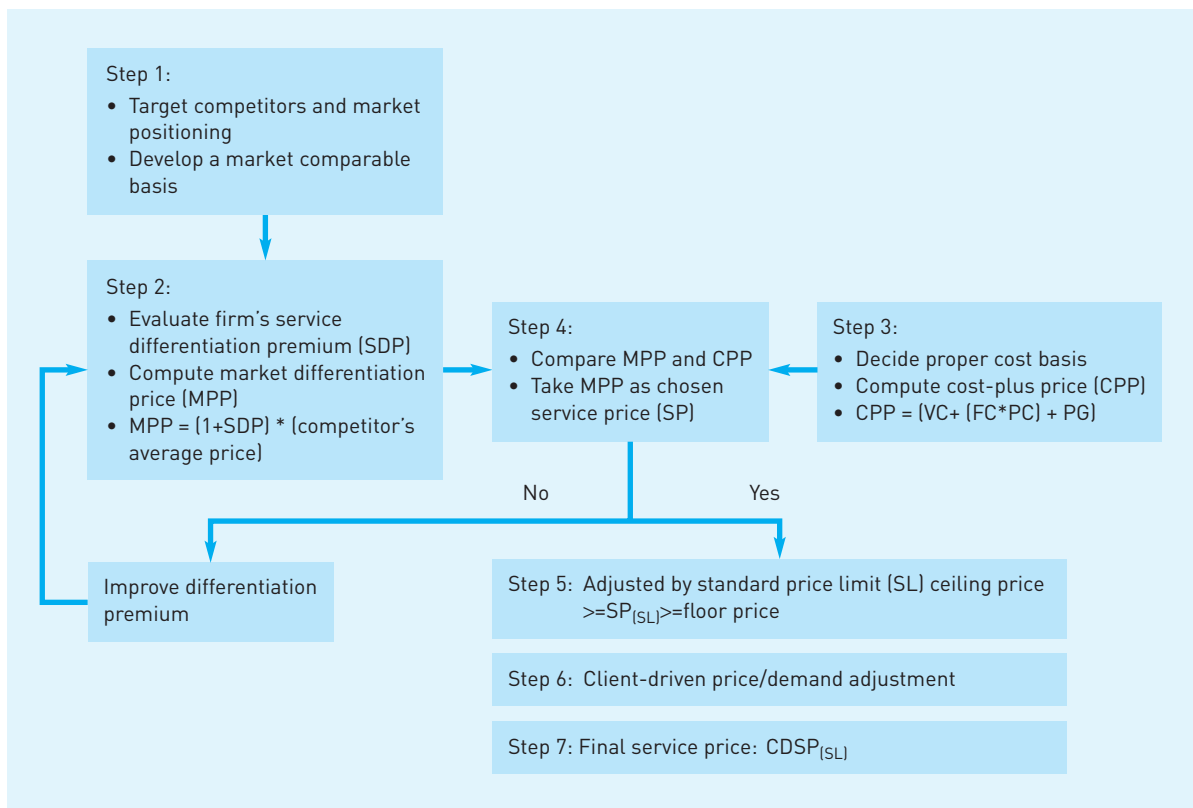 Step 1:
• Target competitors and market
positioning
• Develop a market comparable
basis
Step 2:
• Evaluate firm’s service
differentiation premium (SDP)
• Compute market differentiation
price (MPP)
• MPP = (1+SDP) * (competitor’s
average price)
Step 4:
• Compare MPP and CPP
• Take MPP as chosen
service price (SP)
Step 3:
• Decide proper cost basis
• Compute cost-plus price (CPP)
• CPP = (VC+ (FC*PC) + PG)
No
Yes
Improve differentiation
premium
Step 5: Adjusted by standard price limit (SL) ceiling price
>=SP(SL)>=floor price
Step 6: Client-driven price/demand adjustment
Step 7: Final service price: CDSP(SL)